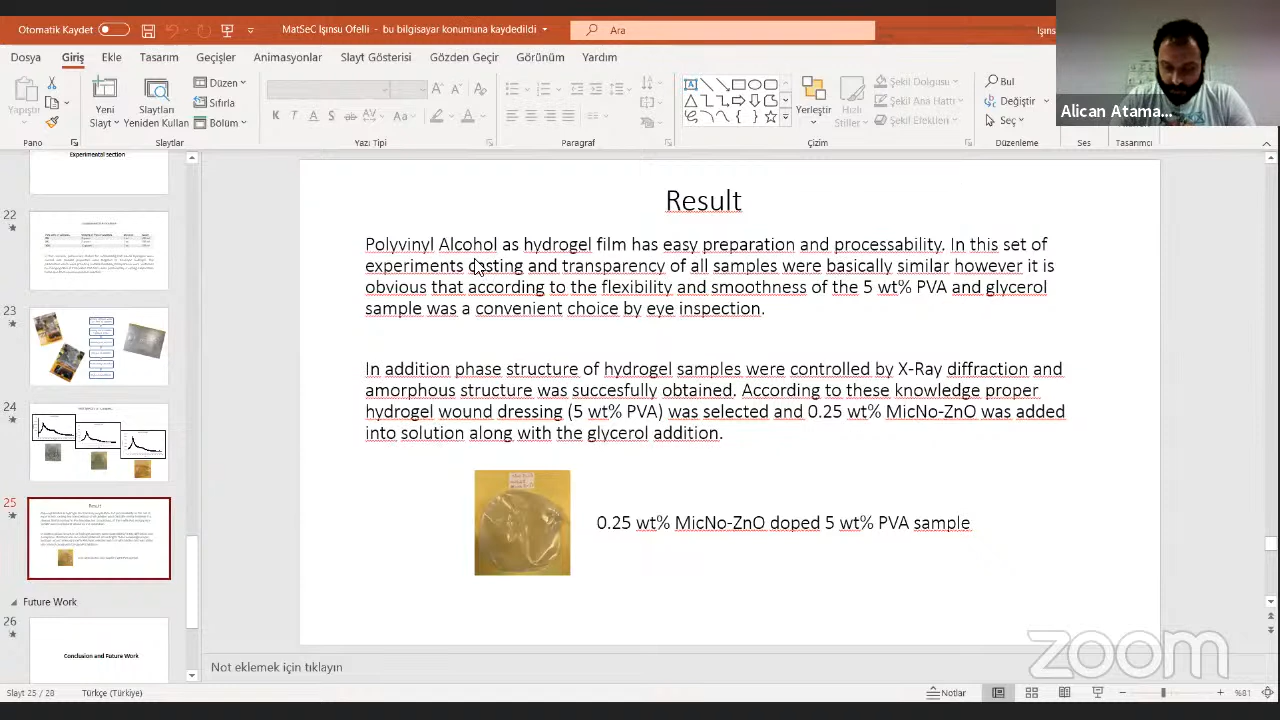 Otomatik Kaydet
MatSeC Işınsu Ofelli - bu bilgisayar konumuna kaydedildi
Ara
Alican Atama...
Dosya Giriş Ekle Tasarım Geçişler Animasyonlar Slayt Gösterisi Gözden Geçir Görünüm Yardım
Yapıştır
Yeni
Slayt
Slaytları
Yeniden Kullan
Düzen
Sıfırla
Bölüm
Yerleştir
Hızlı
Stiller
Şekil Dolgusu
Şekil Ana Hattı
Şekil Efektleri
Bul
Değiştir
Seç
Pano Slaytlar Yazı Tipi Paragraf Çizim Düzenleme Ses Tasarımcı
Experimental section
22
23
24
25
Result
Future Work
26
Conclusion and Future Work
Result
Polyvinyl Alcohol as hydrogel film has easy preparation and processability. In this set of
experiments casting and transparency of all samples were basically similar however it is
obvious that according to the flexibility and smoothness of the 5 wt% PVA and glycerol
sample was a convenient choice by eye inspection.
In addition phase structure of hydrogel samples were controlled by X-Ray diffraction and
amorphous structure was succesfully obtained. According to these knowledge proper
hydrogel wound dressing (5 wt% PVA) was selected and 0.25 wt% MicNo-ZnO was added
into solution along with the glycerol addition.
0.25 wt% MicNo-ZnO doped 5 wt% PVA sample
zoom
Not eklemek için tıklayın
Slayt 25 / 28 Türkçe (Türkiye) Notlar %81